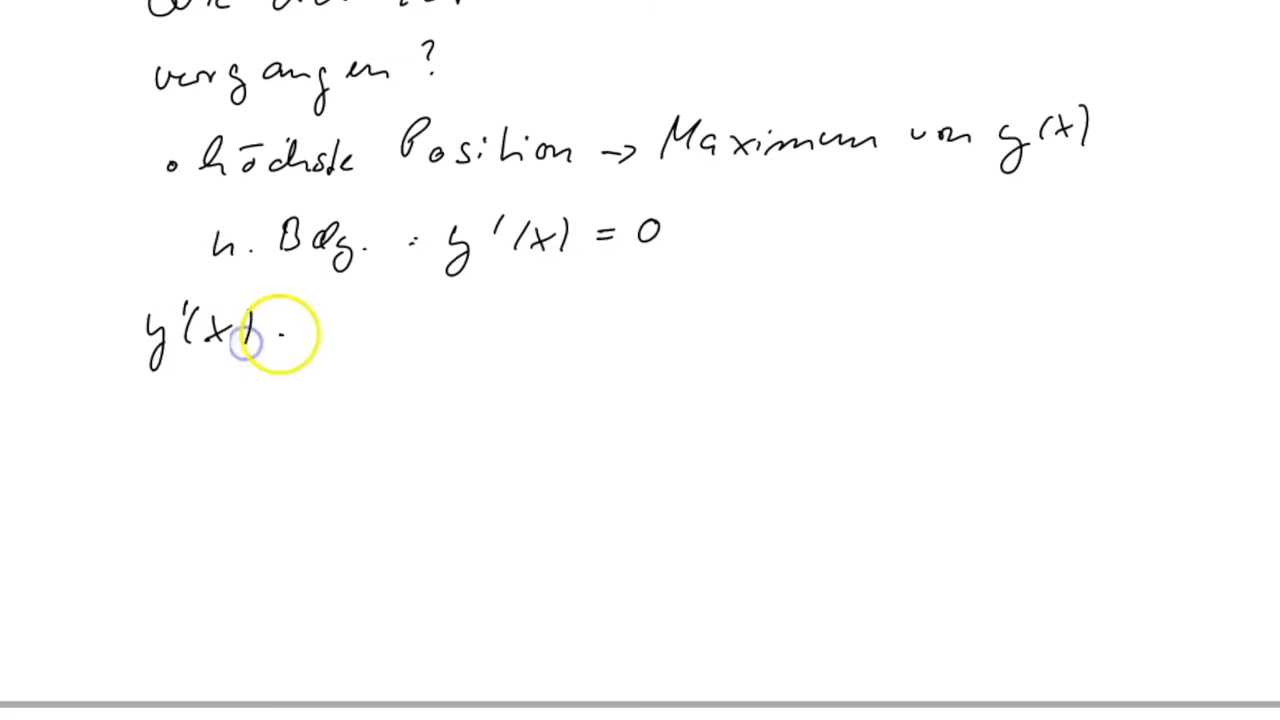 vergangen?
• höchste Position → Maximum von y(x)
n. Bdg. : y'(x) = 0
y'(x)